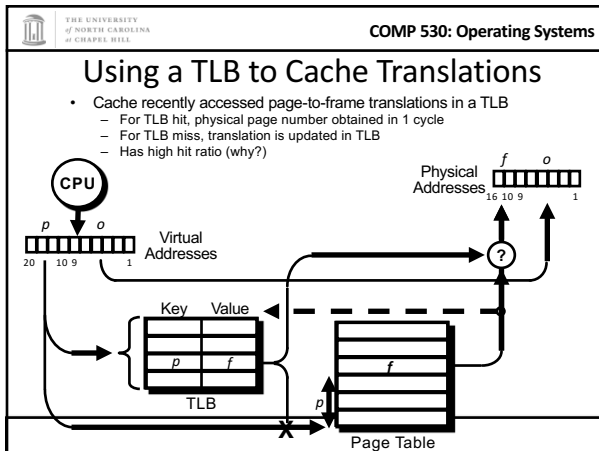 THE UNIVERSITY
of NORTH CAROLINA
at CHAPEL HILL
COMP 530: Operating Systems
Using a TLB to Cache Translations
• Cache recently accessed page-to-frame translations in a TLB
– For TLB hit, physical page number obtained in 1 cycle
– For TLB miss, translation is updated in TLB
– Has high hit ratio (why?)
f o
Physical
Addresses
16 10 9 1
CPU
p o
Virtual
Addresses
20 10 9 1
?
Key Value
p f
TLB
f
p
X
Page Table